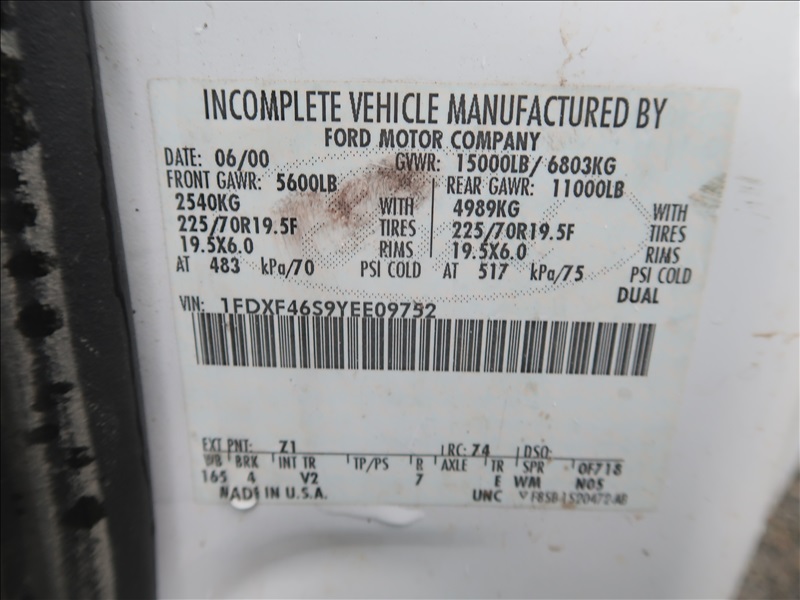 INCOMPLETE VEHICLE MANUFACTURED BY
FORD MOTOR COMPANY
DATE: 06/00 GVWR: 15000LB/ 6803KG
FRONT GAWR: 5600LB REAR GAWR: 11000LB
2540KG WITH 4989KG WITH
225/70R19.5F TIRES 225/70R19.5F TIRES
19.5X6.0 RIMS 19.5X6.0 RIMS
AT 483 kPa/70 PSI COLD AT 517 kPa/75 PSI COLD
DUAL
VIN: 1FDXF46S9YEE09752
EXT PNT: Z1 RC: 74 DSO:
WB BRK INT TR TP/PS R AXLE TR SPR 0F718
165 4 V2 7 E WM N05
MADE IN U.S.A. UNC